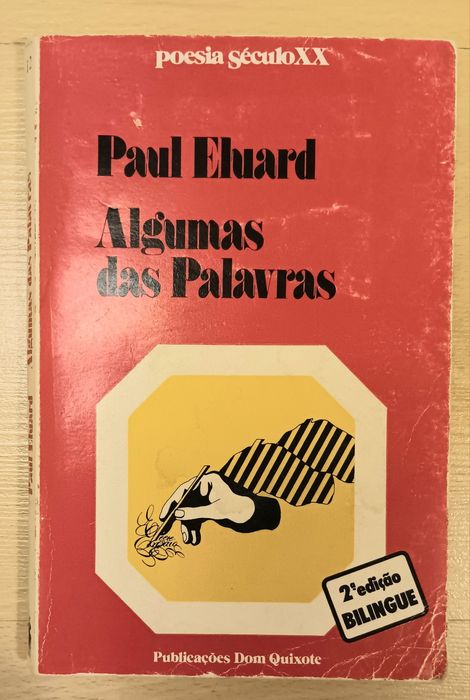 poesia SéculoXX
Paul Eluard
Algumas
das Palavras
2ª edição
BILINGUE
Publicações Dom Quixote
Algumas das Palavras
Paul Eluard